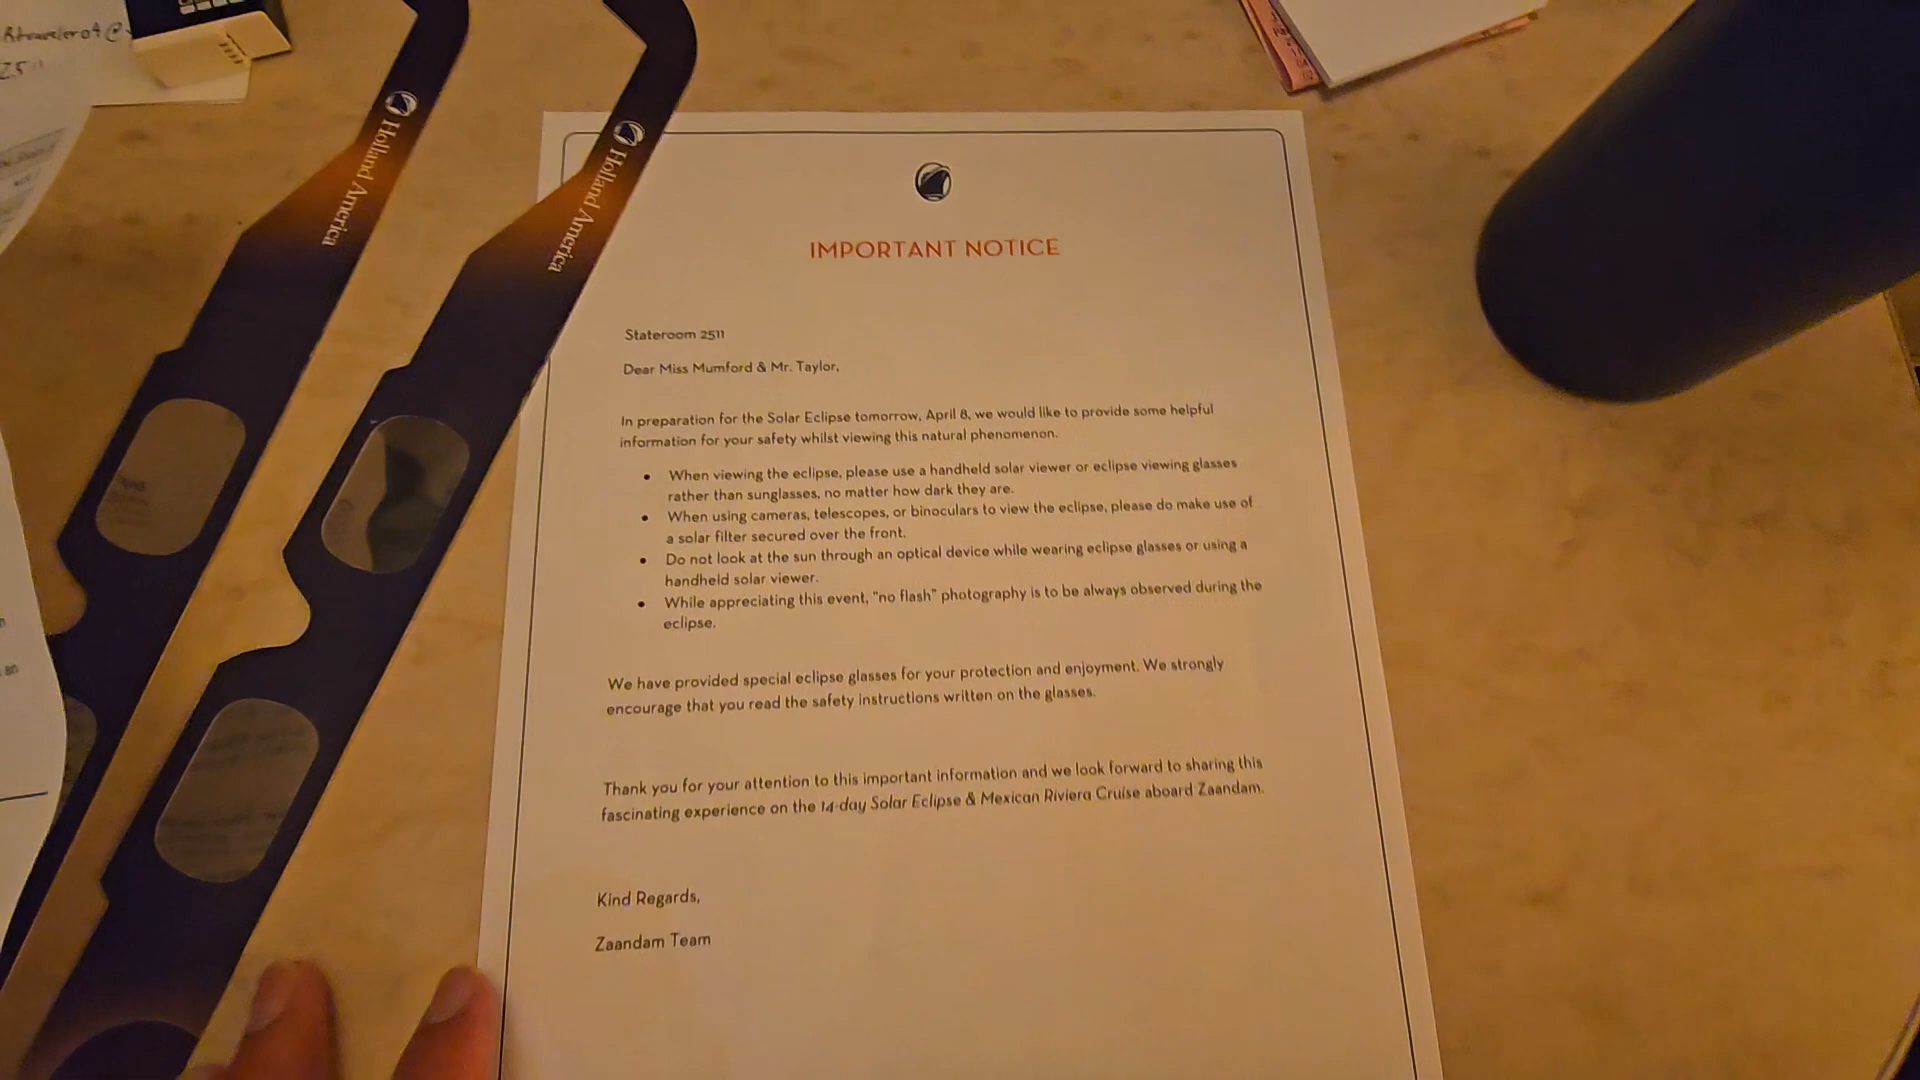 Holland America
Holland America
IMPORTANT NOTICE
Stateroom 2511
Dear Miss Mumford & Mr. Taylor,
In preparation for the Solar Eclipse tomorrow, April 8, we would like to provide some helpful
information for your safety whilst viewing this natural phenomenon.
• When viewing the eclipse, please use a handheld solar viewer or eclipse viewing glasses
rather than sunglasses, no matter how dark they are.
• When using cameras, telescopes, or binoculars to view the eclipse, please do make use of
a solar filter secured over the front.
• Do not look at the sun through an optical device while wearing eclipse glasses or using a
handheld solar viewer.
• While appreciating this event, "no flash" photography is to be always observed during the
eclipse.
We have provided special eclipse glasses for your protection and enjoyment. We strongly
encourage that you read the safety instructions written on the glasses.
Thank you for your attention to this important information and we look forward to sharing this
fascinating experience on the 14-day Solar Eclipse & Mexican Riviera Cruise aboard Zaandam.
Kind Regards,
Zaandam Team